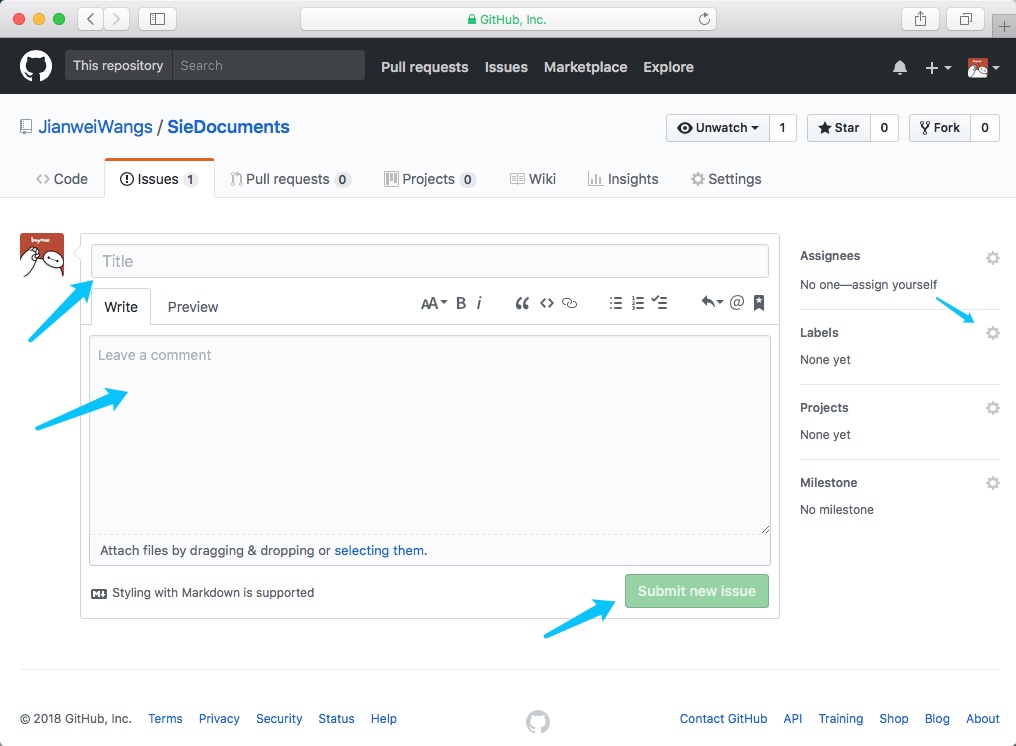 GitHub, Inc.
This repository Search Pull requests Issues Marketplace Explore
JianweiWangs / SieDocuments Unwatch 1 Star 0 Fork 0
Code Issues 1 Pull requests 0 Projects 0 Wiki Insights Settings
Title
Write Preview AA B i @
Leave a comment
Attach files by dragging & dropping or selecting them.
Styling with Markdown is supported Submit new issue
Assignees
No one—assign yourself
Labels
None yet
Projects
None yet
Milestone
No milestone
© 2018 GitHub, Inc. Terms Privacy Security Status Help Contact GitHub API Training Shop Blog About